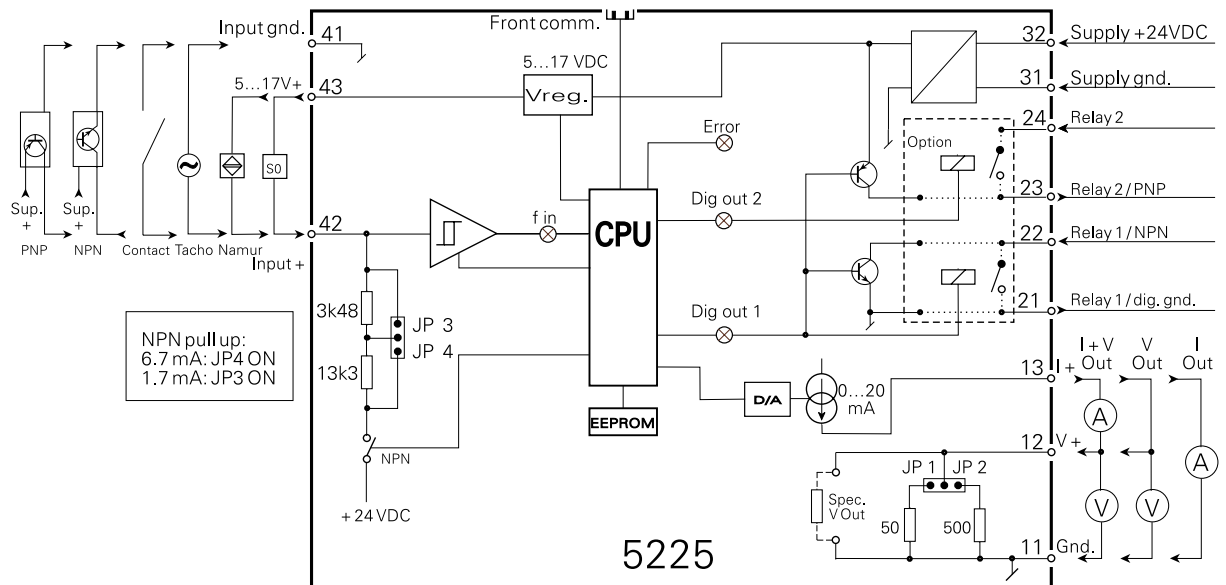 Front comm.
Input gnd.
41
32
Supply +24VDC
5...17 VDC
5...17V+
43
Vreg.
31
Supply gnd.
24
Relay 2
Error
Option
S0
Sup.
+
Sup.
+
23
Relay 2/PNP
Dig out 2
42
f in
CPU
22
Relay 1/NPN
PNP
NPN
Contact
Tacho
Namur
Input +
21
Relay 1/dig. gnd.
Dig out 1
3k48
JP 3
JP 4
NPN pull up:
6.7 mA: JP4 ON
1.7 mA: JP3 ON
13k3
I + V
Out
V
Out
I
Out
13
I +
D/A
0...20
mA
A
EEPROM
12
V +
NPN
JP 1
JP 2
A
Spec.
V Out
V
V
+24 VDC
50
500
5225
11
Gnd.